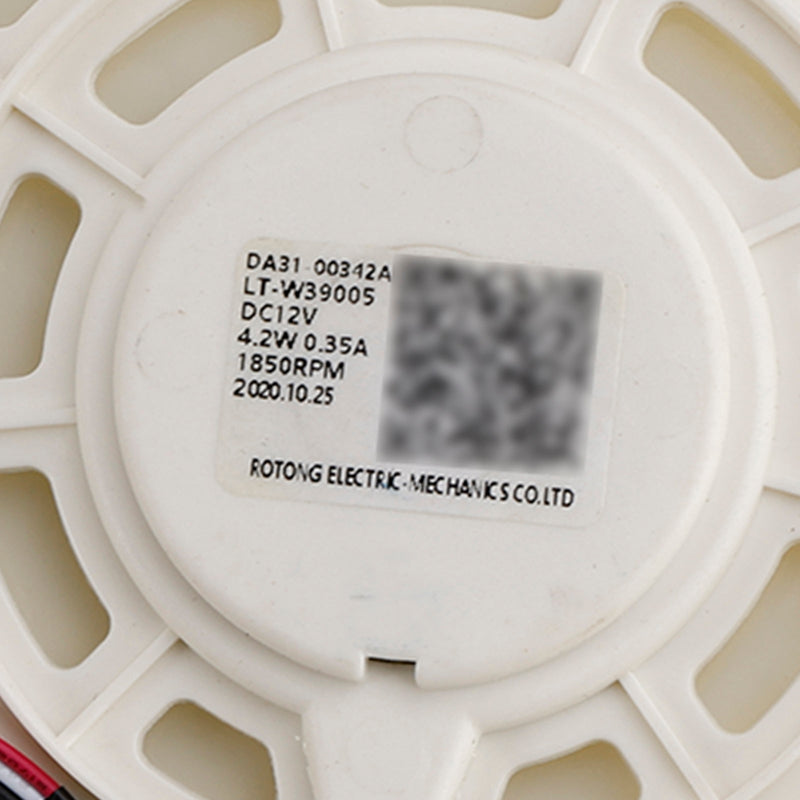 DA31-00342A
LT-W39005
DC12V
4.2W 0.35A
1850RPM
2020.10.25
ROTONG ELECTRIC-MECHANICS CO.LTD